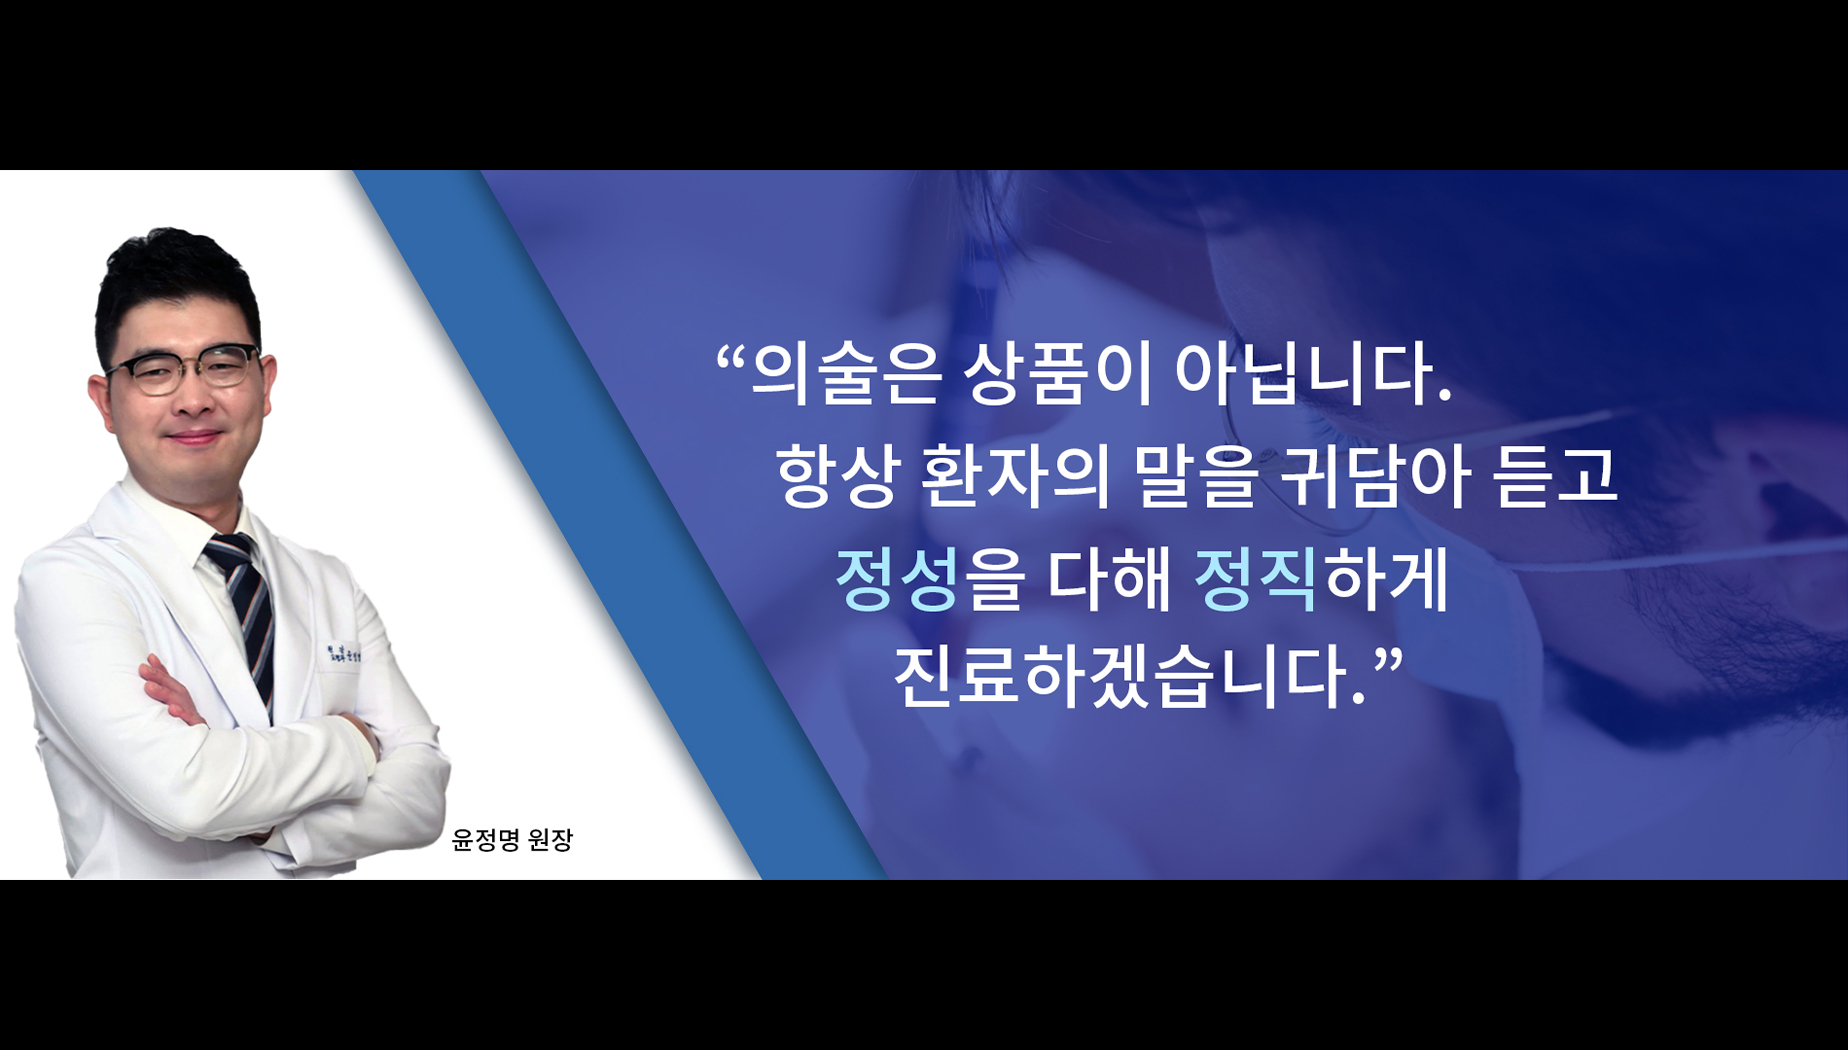 “의술은 상품이 아닙니다.
항상 환자의 말을 귀담아 듣고
정성을 다해 정직하게
진료하겠습니다.”
윤정명 원장